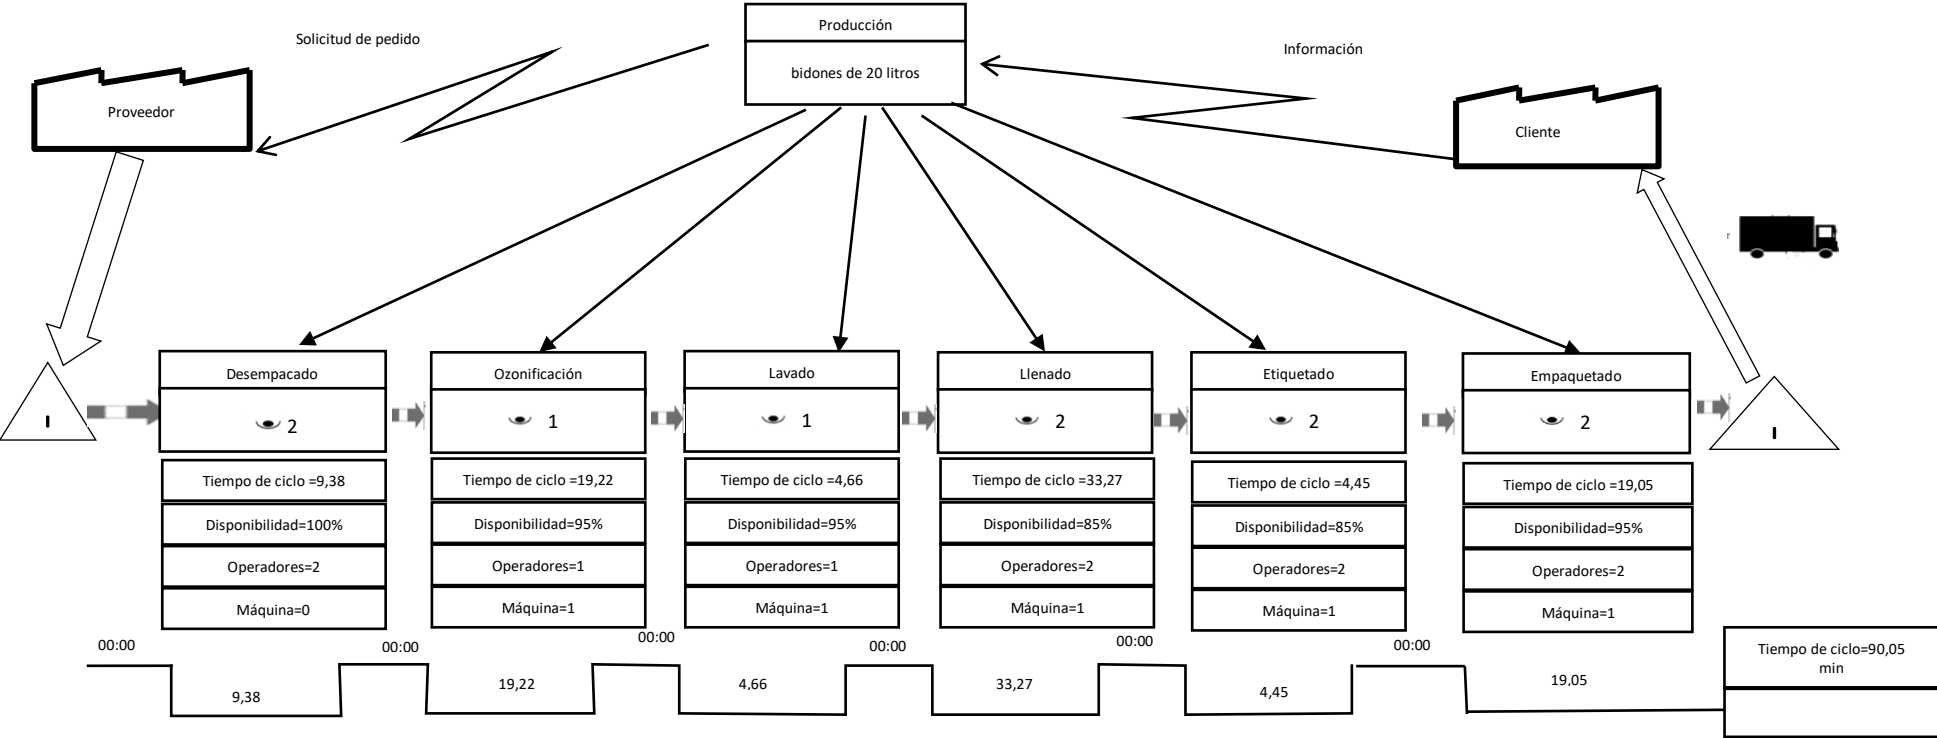 Producción
Solicitud de pedido
Información
bidones de 20 litros
Proveedor
Cliente
r
Desempacado
Ozonificación
Lavado
Llenado
Etiquetado
Empaquetado
I
2
1
1
2
2
2
I
Tiempo de ciclo =9,38
Tiempo de ciclo =19,22
Tiempo de ciclo =4,66
Tiempo de ciclo =33,27
Tiempo de ciclo =4,45
Tiempo de ciclo =19,05
Disponibilidad=100%
Disponibilidad=95%
Disponibilidad=95%
Disponibilidad=85%
Disponibilidad=85%
Disponibilidad=95%
Operadores=2
Operadores=1
Operadores=1
Operadores=2
Operadores=2
Operadores=2
Máquina=0
Máquina=1
Máquina=1
Máquina=1
Máquina=1
Máquina=1
00:00
00:00
00:00
00:00
00:00
00:00
Tiempo de ciclo=90,05
min
9,38
19,22
4,66
33,27
4,45
19,05